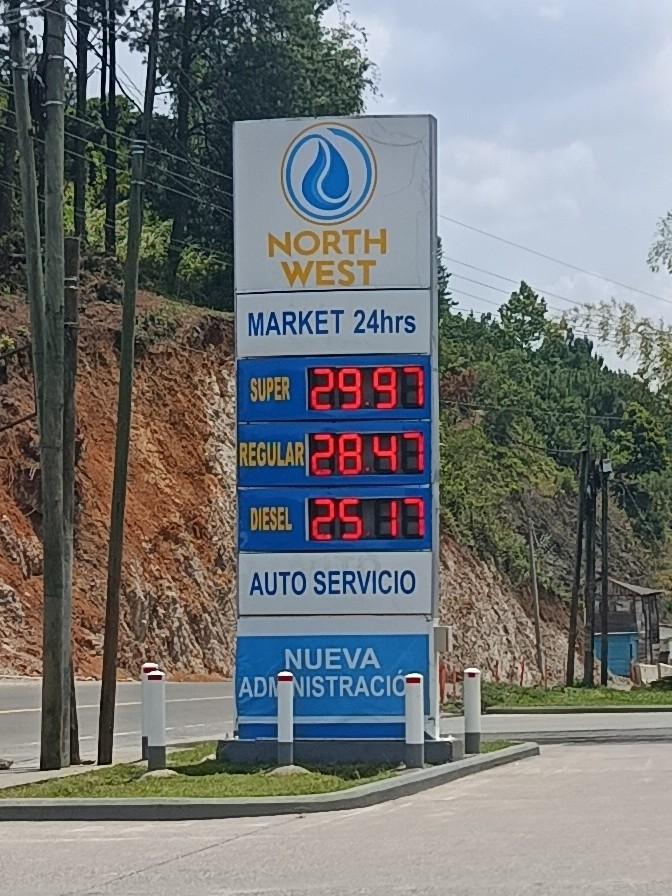 NORTH
WEST
MARKET 24hrs
SUPER 29.97
REGULAR 28.47
DIESEL 25.17
AUTO SERVICIO
NUEVA
ADMINISTRACIÓ